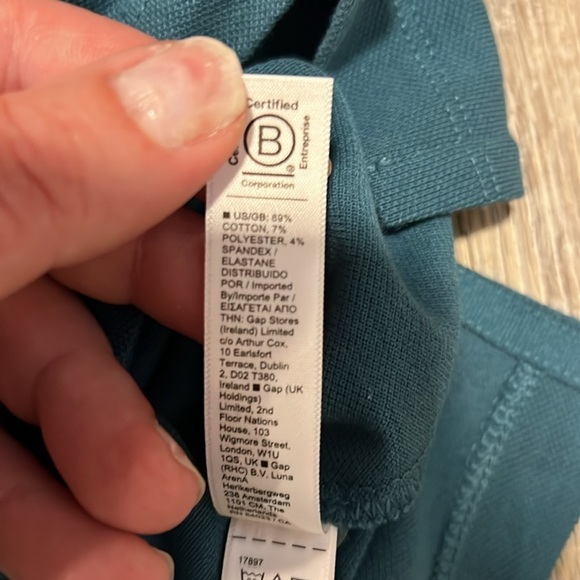 Certified
B
®
Entreprise
Corporation
■ US/GB: 89%
COTTON, 7%
POLYESTER, 4%
SPANDEX /
ELASTANE
DISTRIBUIDO
POR / Imported
By/Importe Par /
ΕΙΣΑΓΕΤΑΙ ΑΠΟ
ΤΗΝ: Gap Stores
(Ireland) Limited
c/o Arthur Cox,
10 Earlsfort
Terrace, Dublin
2, D02 T380,
Ireland ■ Gap (UK
Holdings)
Limited, 2nd
Floor Nations
House, 103
Wigmore Street,
London, W1U
1QS, UK ■ Gap
(RHC) B.V. Luna
ArenA
Herikerbergweg
238 Amsterdam
1101 CM, The
Netherlands
17897